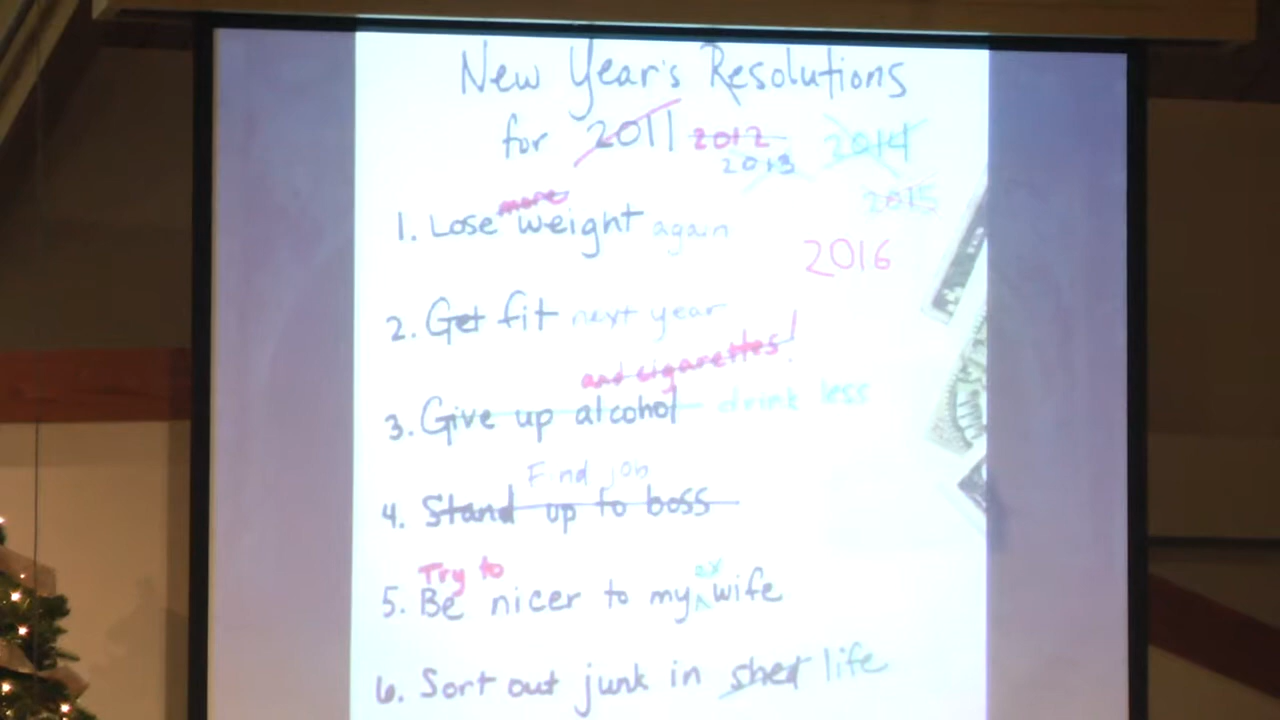 New Year's Resolutions
for 2011 2012 2013 2014
2015
2016
more
1. Lose weight again
2. Get fit next year
and cigarettes!
3. Give up alcohol drink less
Find job
4. Stand up to boss
Try to
ex
5. Be nicer to my wife
6. Sort out junk in shed life